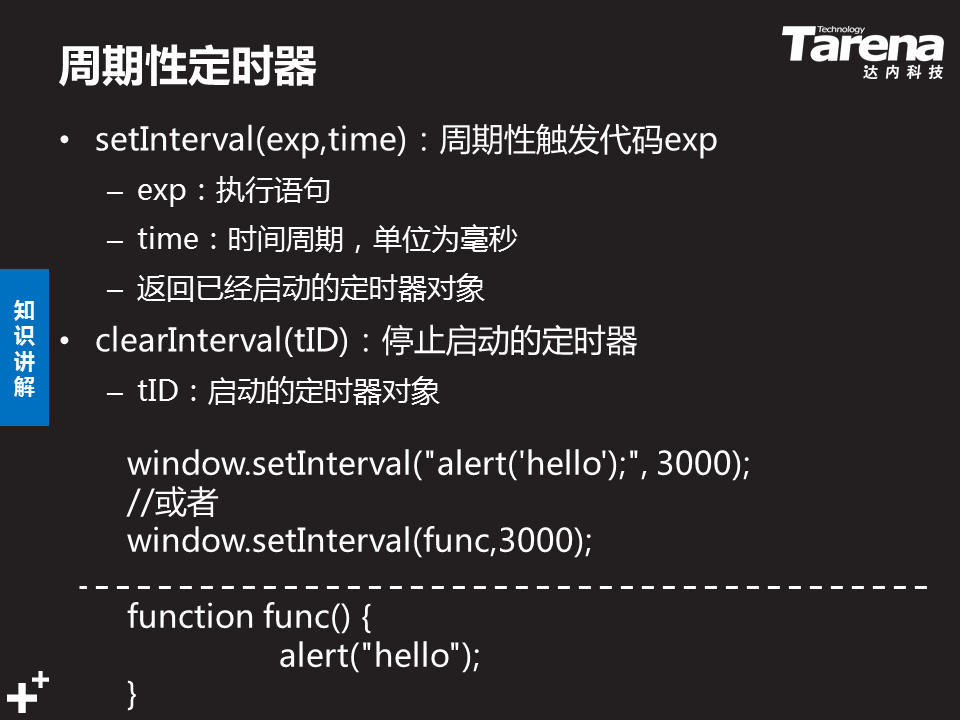 周期性定时器
Technology
Tarena
达内科技
• setInterval(exp,time)：周期性触发代码exp
– exp：执行语句
– time：时间周期，单位为毫秒
– 返回已经启动的定时器对象
• clearInterval(tID)：停止启动的定时器
– tID：启动的定时器对象
知识讲解
window.setInterval("alert('hello');", 3000);
//或者
window.setInterval(func,3000);
function func() {
alert("hello");
}